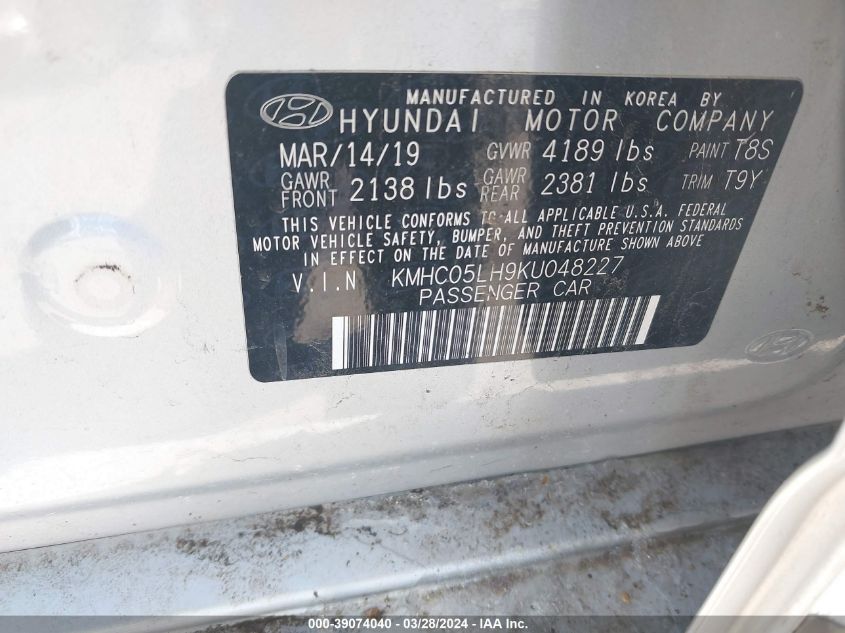 MANUFACTURED IN KOREA BY
HYUNDAI MOTOR COMPANY
MAR/14/19 GVWR 4189 lbs PAINT T8S
GAWR FRONT 2138 lbs GAWR REAR 2381 lbs TRIM T9Y
THIS VEHICLE CONFORMS TO ALL APPLICABLE U.S.A. FEDERAL
MOTOR VEHICLE SAFETY, BUMPER, AND THEFT PREVENTION STANDARDS
IN EFFECT ON THE DATE OF MANUFACTURE SHOWN ABOVE
V.I.N KMHC05LH9KU048227
PASSENGER CAR
000-39074040 - 03/28/2024 - IAA Inc.